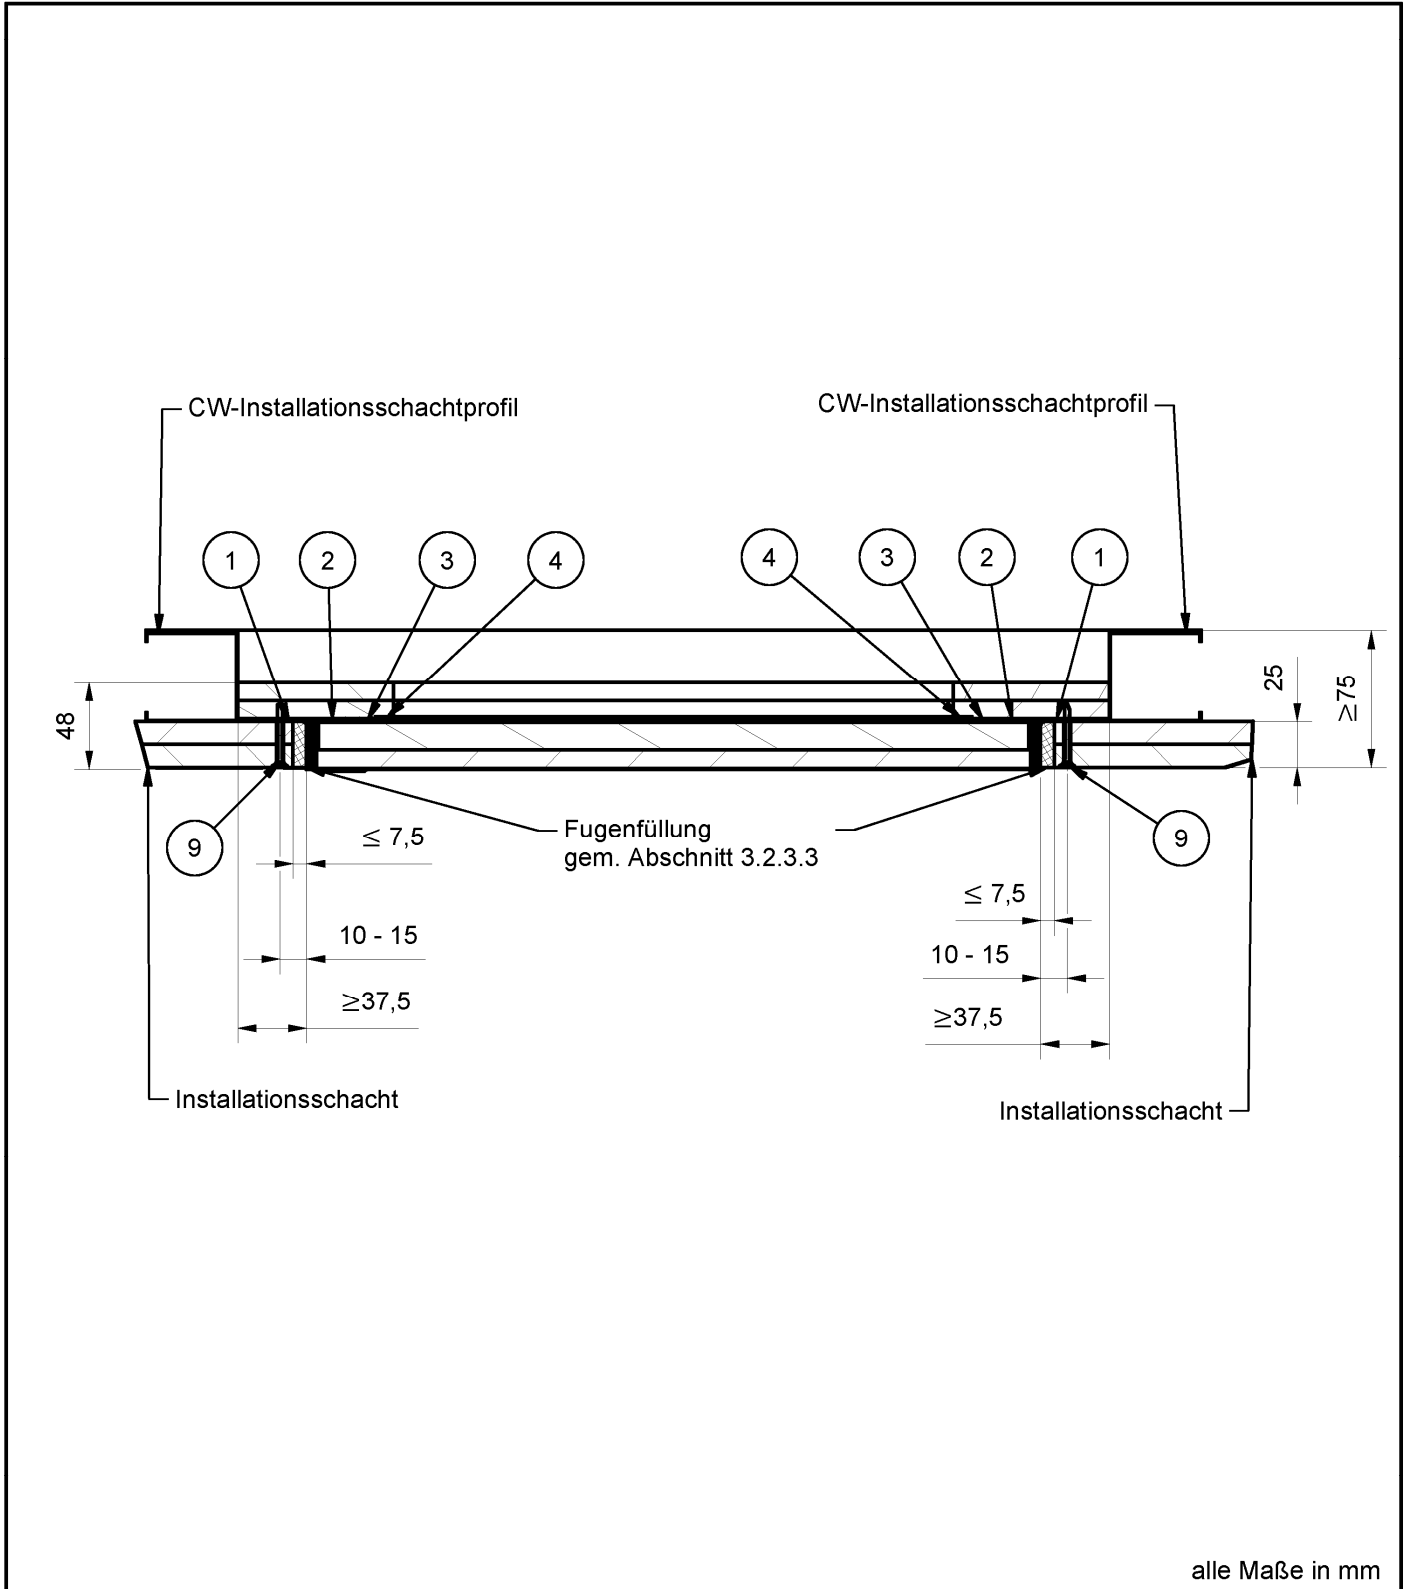 CW-Installationsschachtprofil
CW-Installationsschachtprofil
1
2
3
4
4
3
2
1
48
25
≥75
9
9
Fugenfüllung
gem. Abschnitt 3.2.3.3
≤ 7,5
≤ 7,5
10 - 15
10 - 15
≥37,5
≥37,5
Installationsschacht
Installationsschacht
alle Maße in mm